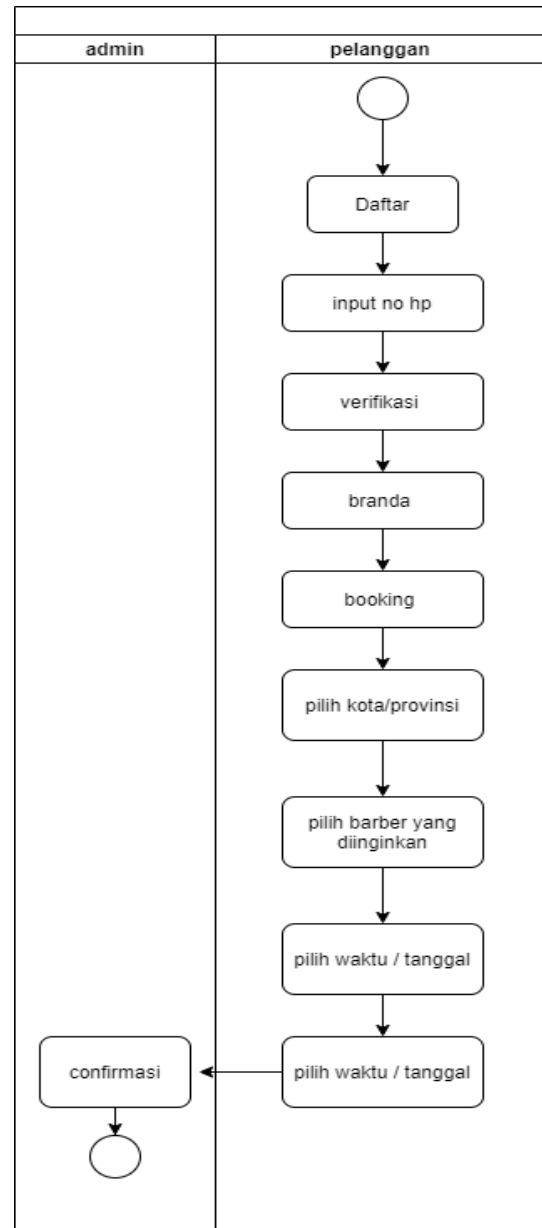 admin
pelanggan
Daftar
input no hp
verifikasi
branda
booking
pilih kota/provinsi
pilih barber yang
diinginkan
pilih waktu / tanggal
pilih waktu / tanggal
confirmasi